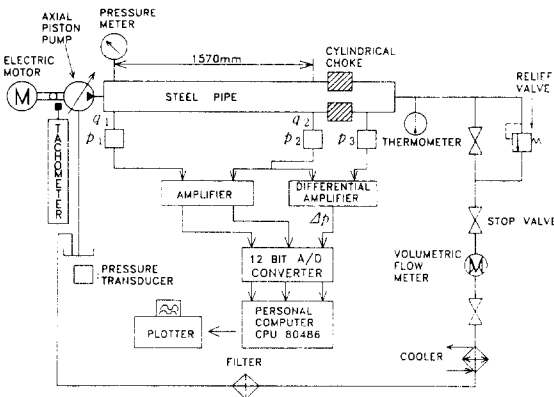 AXIAL
PISTON
PUMP
PRESSURE
METER
ELECTRIC
MOTOR
M
1570mm
CYLINDRICAL
CHOKE
STEEL PIPE
RELIEF
VALVE
q1
p1
q2
p2
p3
THERMOMETER
TACHOMETER
AMPLIFIER
DIFFERENTIAL
AMPLIFIER
Δp
STOP VALVE
12 BIT A/D
CONVERTER
VOLUMETRIC
FLOW
METER
M
PRESSURE
TRANSDUCER
PERSONAL
COMPUTER
CPU 80486
PLOTTER
FILTER
COOLER